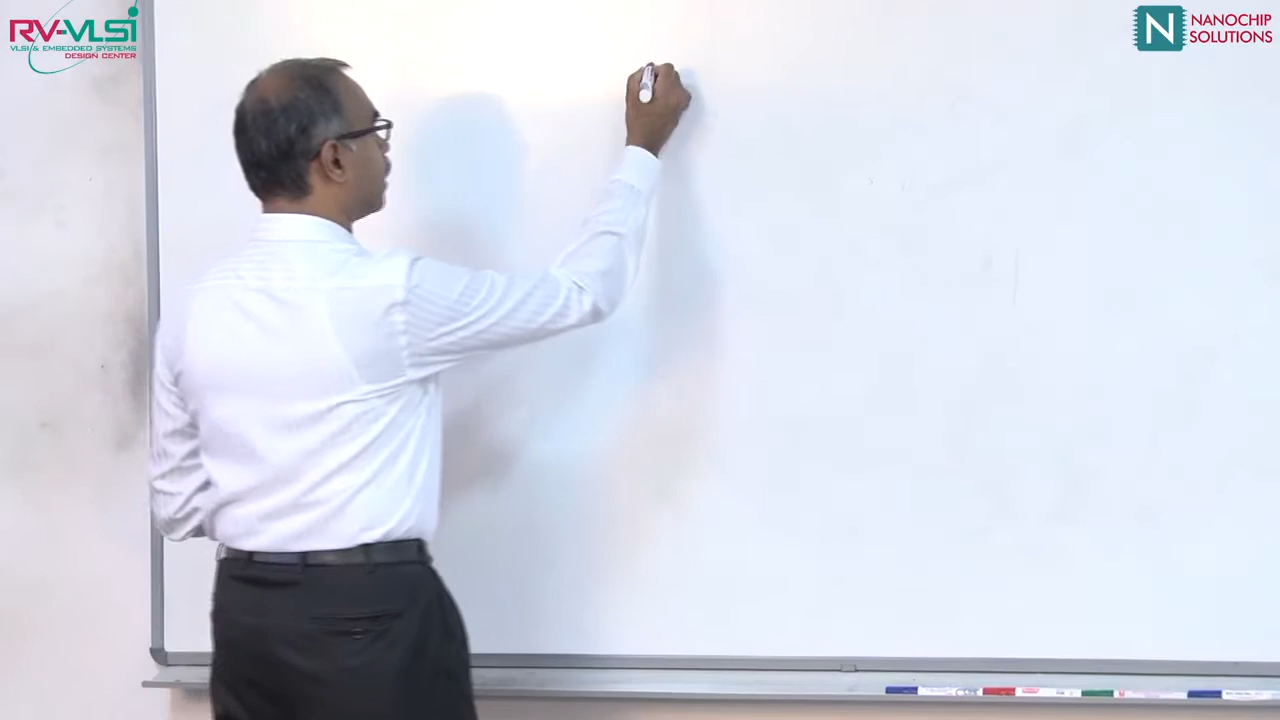 RV-VLSI
VLSI & EMBEDDED SYSTEMS
DESIGN CENTER
N
NANOCHIP
SOLUTIONS